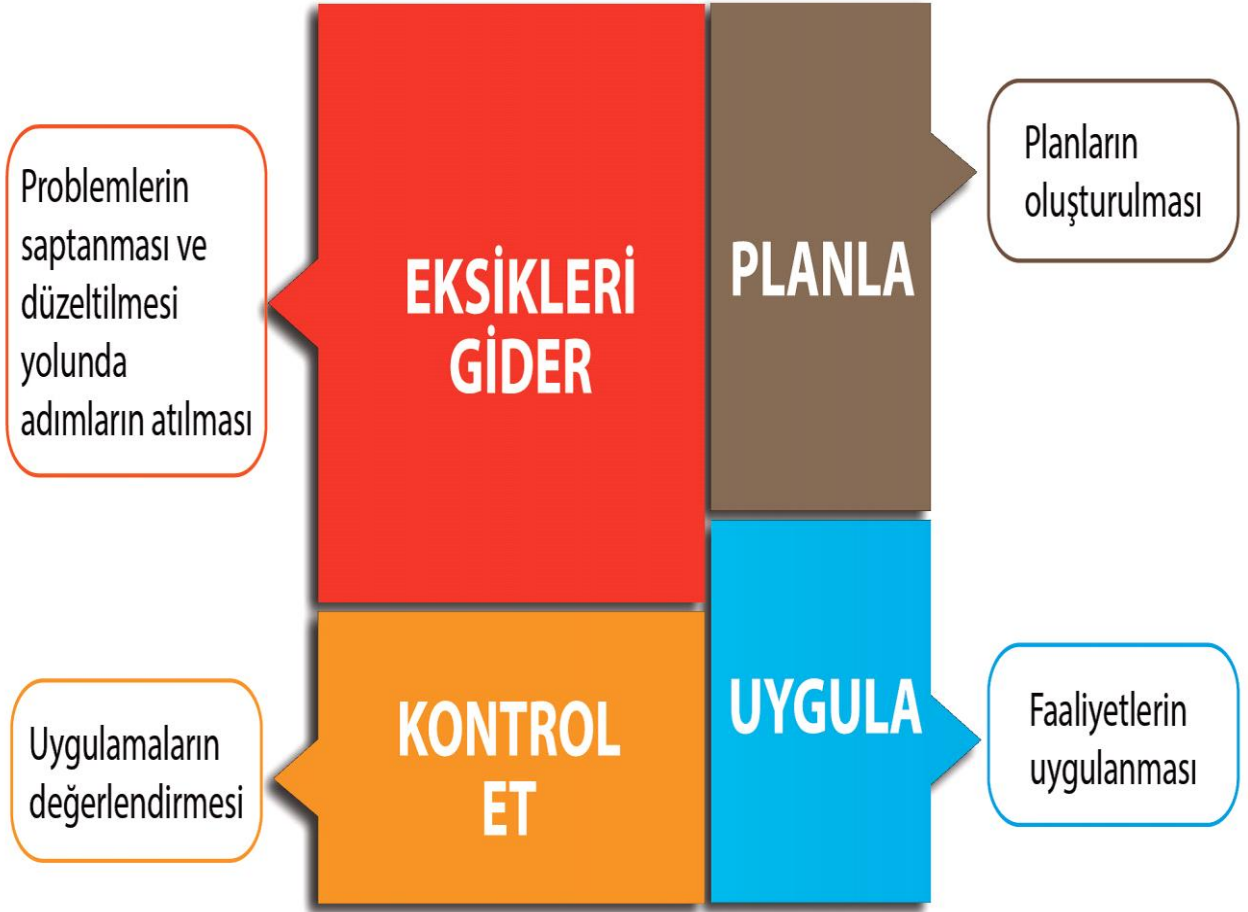 Problemlerin
saptanması ve
düzeltilmesi
yolunda
adımların atılması
EKSİKLERİ
GİDER
PLANLA
Planların
oluşturulması
Uygulamaların
değerlendirmesi
KONTROL
ET
UYGULA
Faaliyetlerin
uygulanması